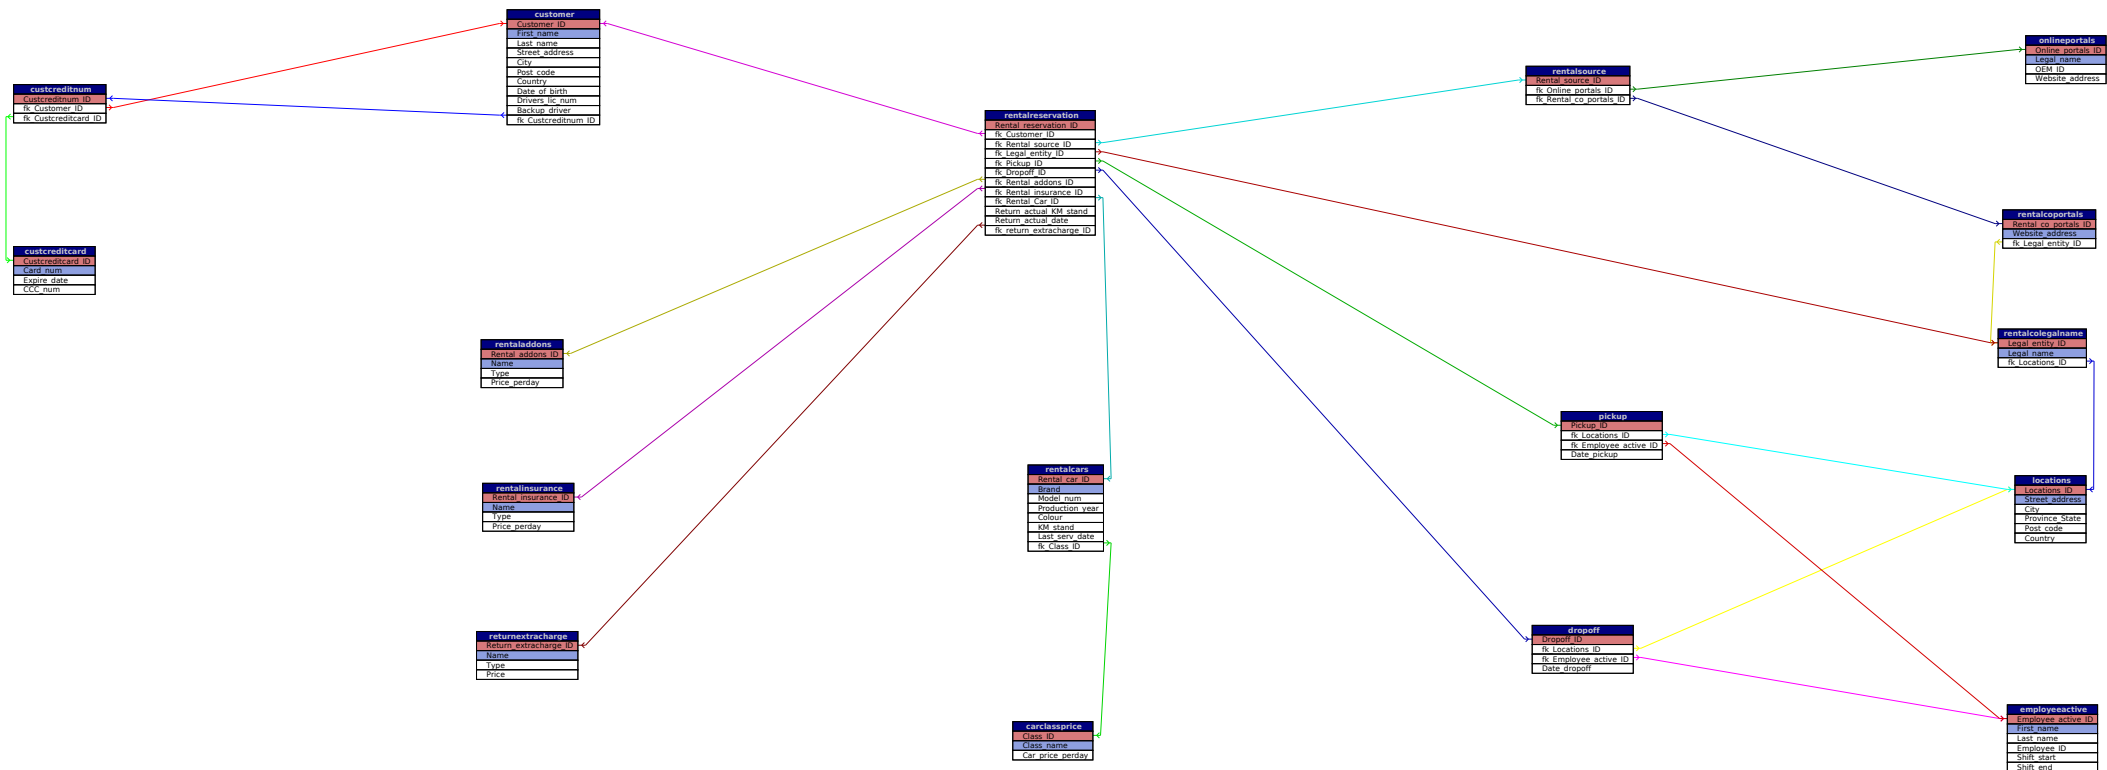 customer
Customer_ID
First_name
Last_name
Street_address
City
Post_code
Country
Date_of_birth
Drivers_lic_num
Backup_driver
fk_Custcreditnum_ID
custcreditnum
Custcreditnum_ID
fk_Customer_ID
fk_Custcreditcard_ID
custcreditcard
Custcreditcard_ID
Card_num
Expire_date
CCC_num
rentalreservation
Rental_reservation_ID
fk_Customer_ID
fk_Rental_source_ID
fk_Legal_entity_ID
fk_Pickup_ID
fk_Dropoff_ID
fk_Rental_addons_ID
fk_Rental_insurance_ID
fk_Rental_Car_ID
Return_actual_KM_stand
Return_actual_date
fk_return_extracharge_ID
rentaladdons
Rental_addons_ID
Name
Type
Price_perday
rentalinsurance
Rental_insurance_ID
Name
Type
Price_perday
returnextracharge
Return_extracharge_ID
Name
Type
Price
rentalcars
Rental_car_ID
Brand
Model_num
Production_year
Colour
KM_stand
Last_serv_date
fk_Class_ID
carclassprice
Class_ID
Class_name
Car_price_perday
rentalsource
Rental_source_ID
fk_Online_portals_ID
fk_Rental_co_portals_ID
onlineportals
Online_portals_ID
Legal_name
OEM_ID
Website_address
rentalcoportals
Rental_co_portals_ID
Website_address
fk_Legal_entity_ID
rentalcolegalname
Legal_entity_ID
Legal_name
fk_Locations_ID
pickup
Pickup_ID
fk_Locations_ID
fk_Employee_active_ID
Date_pickup
locations
Locations_ID
Street_address
City
Province_State
Post_code
Country
dropoff
Dropoff_ID
fk_Locations_ID
fk_Employee_active_ID
Date_dropoff
employeeactive
Employee_active_ID
First_name
Last_name
Employee_ID
Shift_start
Shift_end